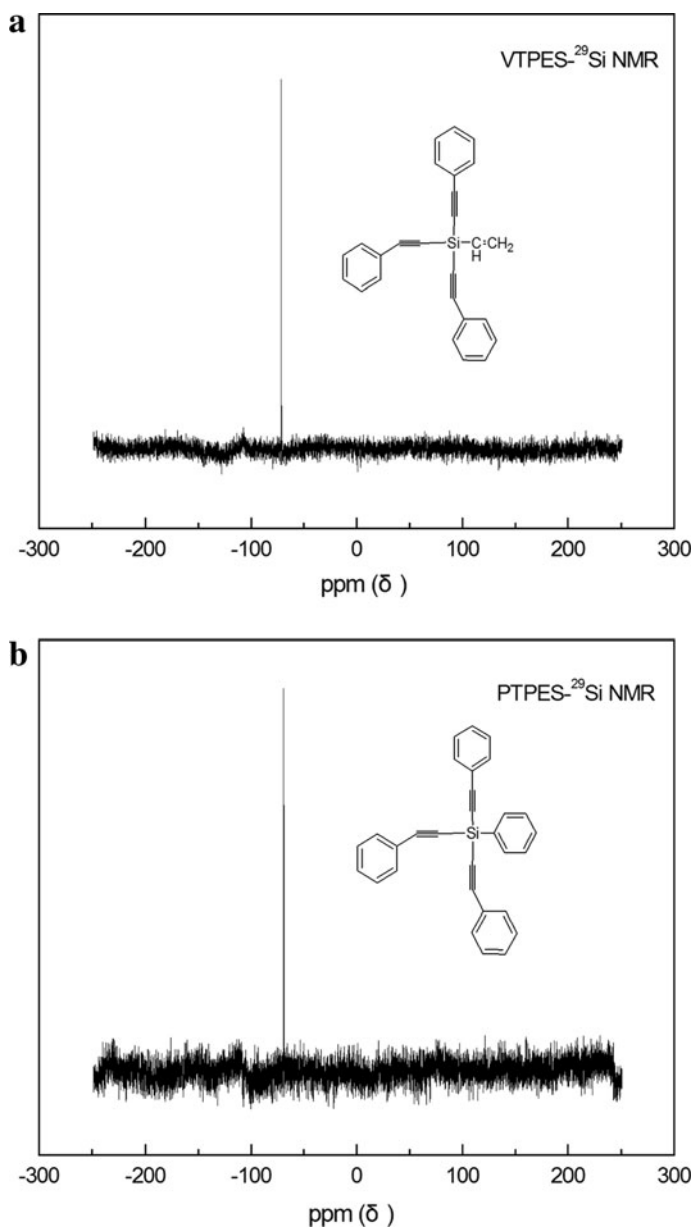 a
VTPES-²⁹Si NMR
Si
C=CH₂
H
-300 -200 -100 0 100 200 300
ppm (δ )
b
PTPES-²⁹Si NMR
Si
-300 -200 -100 0 100 200 300
ppm (δ )